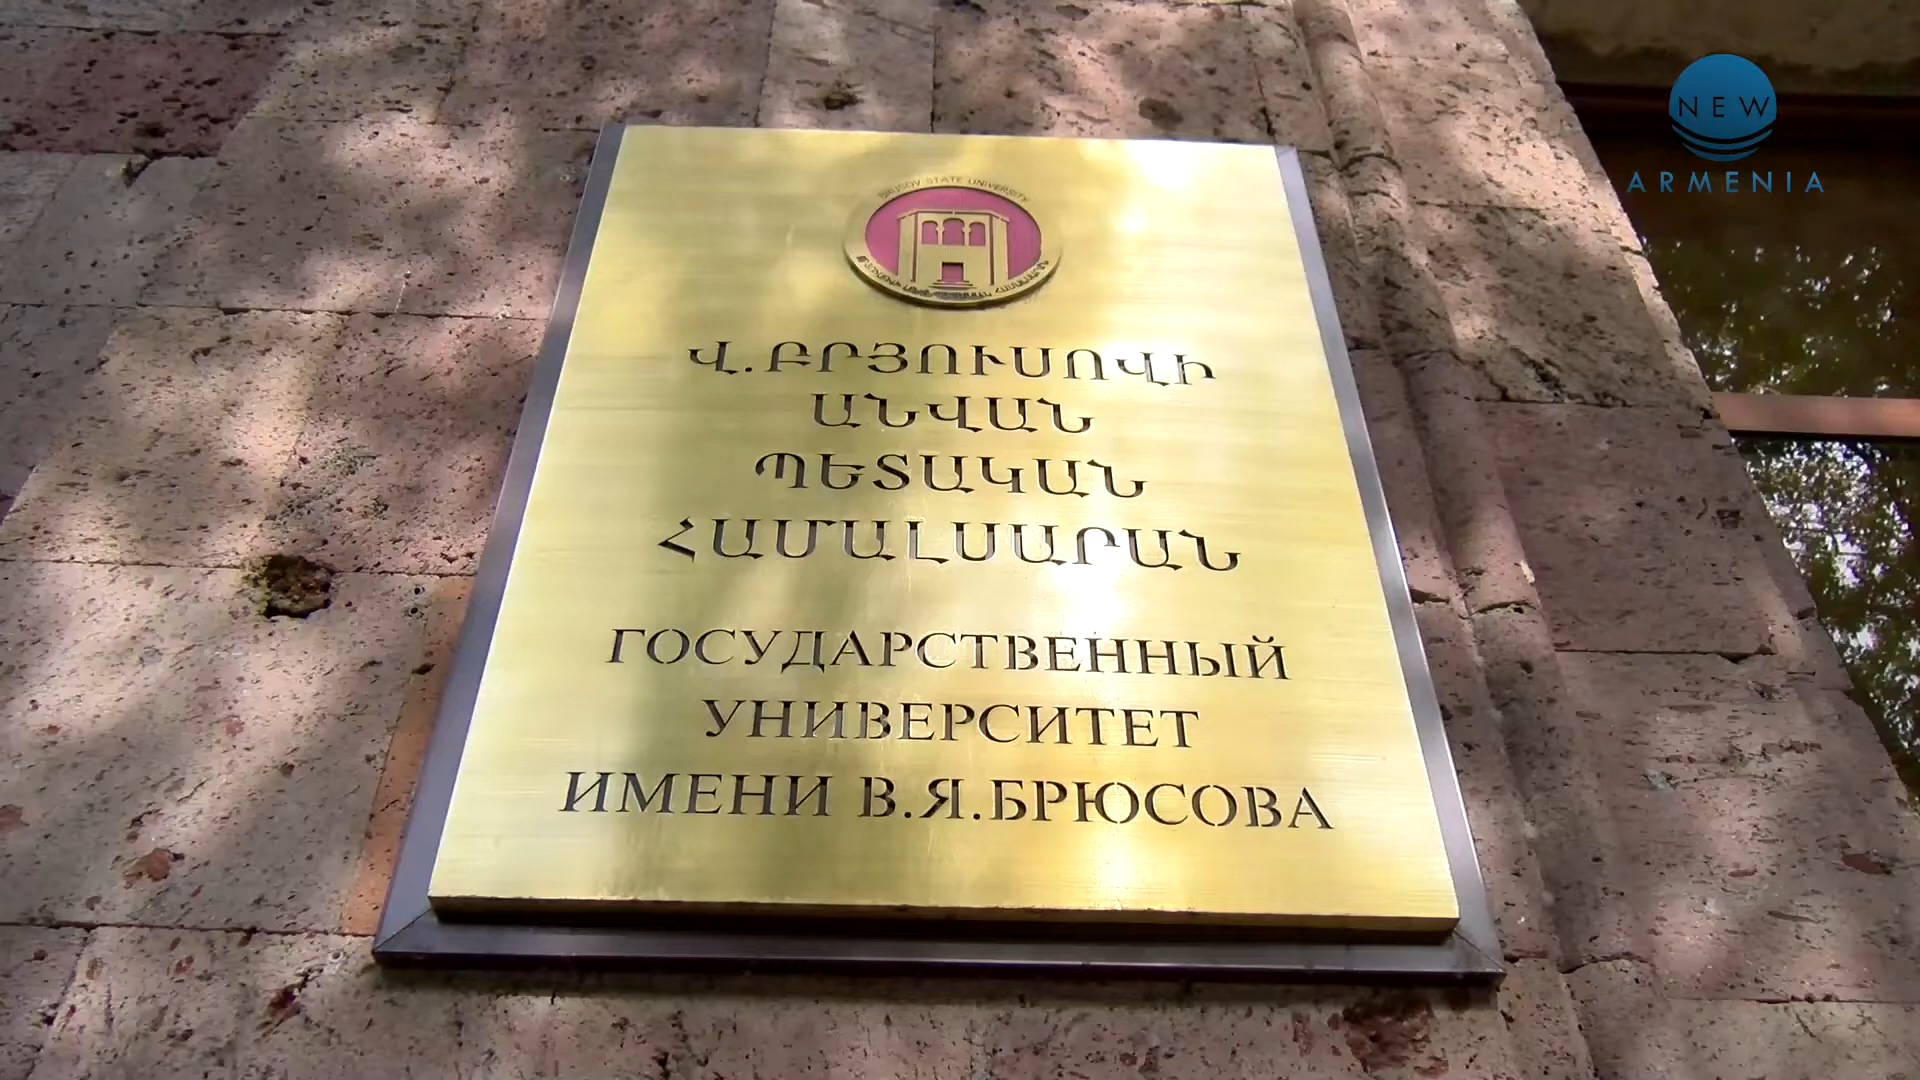 NEW
ARMENIA
BRUSOV STATE UNIVERSITY
Վ.ԲՐՅՈՒՍՈՎԻ
ԱՆՎԱՆ
ՊԵՏԱԿԱՆ
ՀԱՄԱԼՍԱՐԱՆ
ГОСУДАРСТВЕННЫЙ
УНИВЕРСИТЕТ
ИМЕНИ В.Я.БРЮСОВА